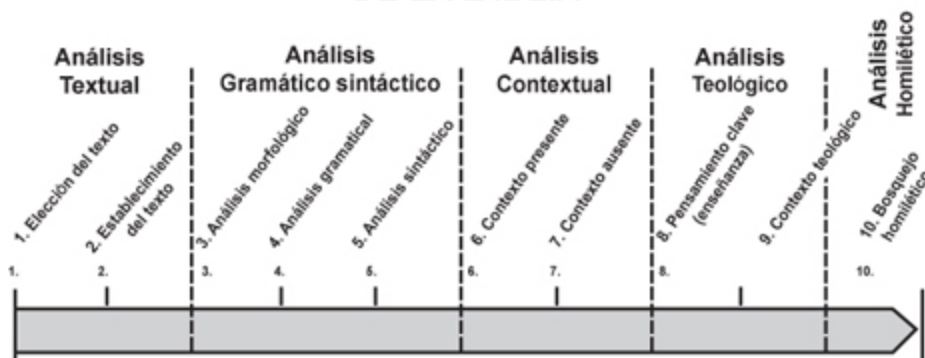 Análisis
Textual
Análisis
Gramático sintáctico
Análisis
Contextual
Análisis
Teológico
Análisis
Homilético
1. Elección del texto
2. Establecimiento
del texto
3. Análisis morfológico
4. Análisis gramatical
5. Análisis sintáctico
6. Contexto presente
7. Contexto ausente
8. Pensamiento clave
(enseñanza)
9. Contexto teológico
10. Bosquejo
homilético
1.
2.
3.
4.
5.
6.
7.
8.
10.